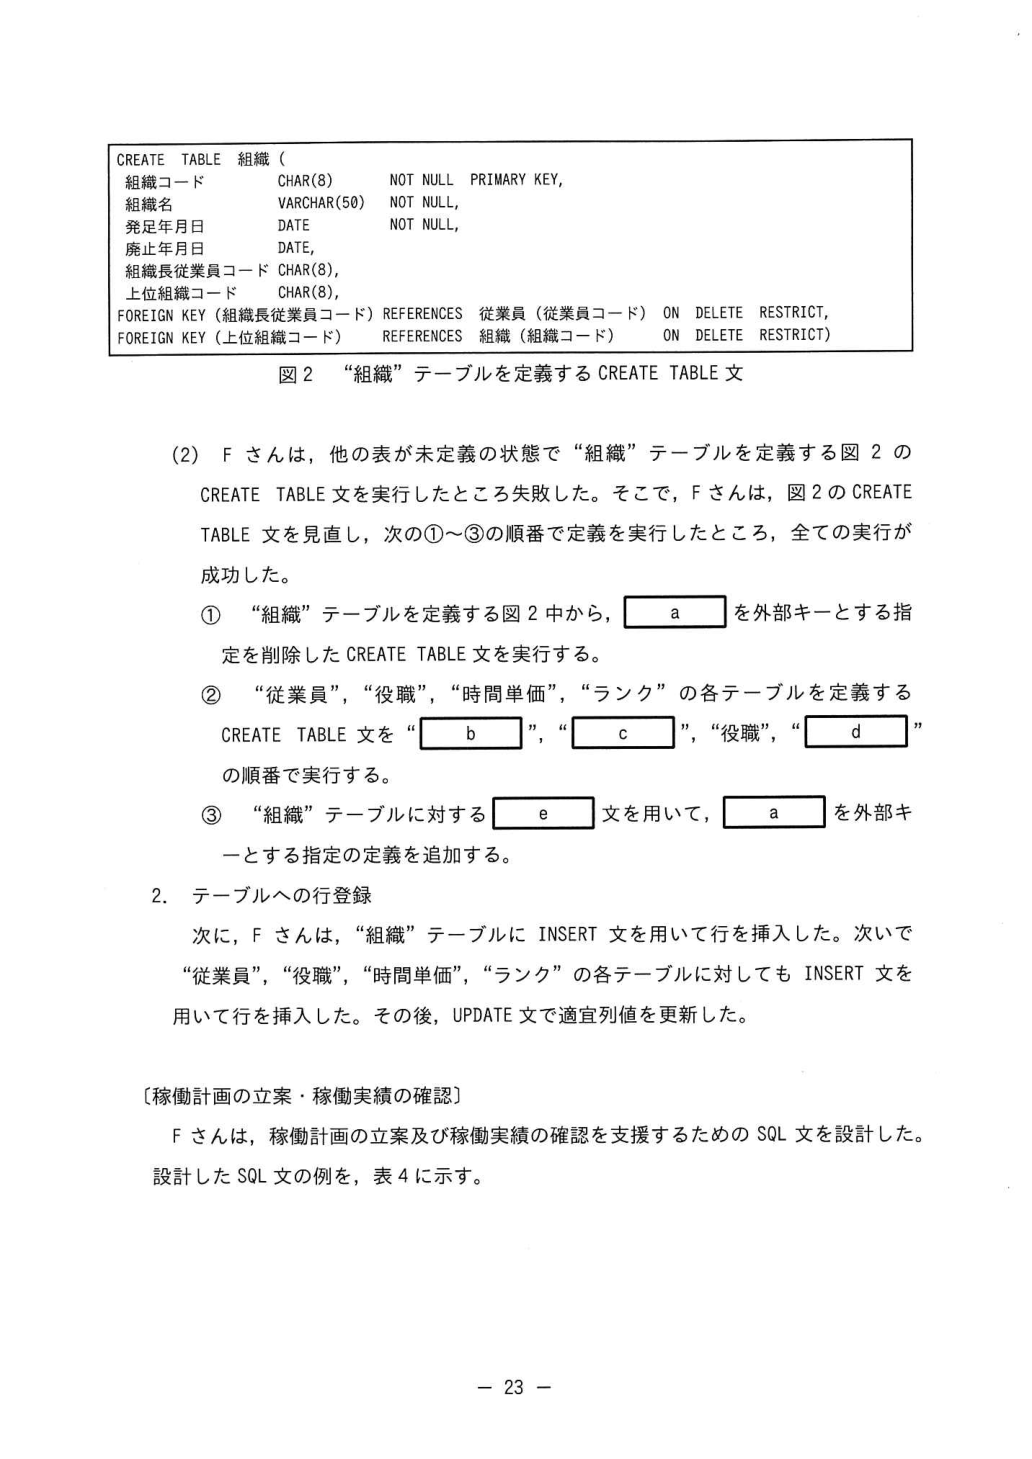 CREATE TABLE 組織 (
組織コード CHAR(8) NOT NULL PRIMARY KEY,
組織名 VARCHAR(50) NOT NULL,
発足年月日 DATE NOT NULL,
廃止年月日 DATE,
組織長従業員コード CHAR(8),
上位組織コード CHAR(8),
FOREIGN KEY (組織長従業員コード) REFERENCES 従業員 (従業員コード) ON DELETE RESTRICT,
FOREIGN KEY (上位組織コード) REFERENCES 組織 (組織コード) ON DELETE RESTRICT)
図2 “組織” テーブルを定義する CREATE TABLE 文
(2) F さんは，他の表が未定義の状態で “組織” テーブルを定義する図 2 の
CREATE TABLE 文を実行したところ失敗した。そこで，F さんは，図 2 の CREATE
TABLE 文を見直し，次の①～③の順番で定義を実行したところ，全ての実行が
成功した。
① “組織” テーブルを定義する図 2 中から， a を外部キーとする指
定を削除した CREATE TABLE 文を実行する。
② “従業員”，“役職”，“時間単価”，“ランク” の各テーブルを定義する
CREATE TABLE 文を “ b ”，“ c ”，“役職”，“ d ”
の順番で実行する。
③ “組織” テーブルに対する e 文を用いて， a を外部キ
ーとする指定の定義を追加する。
2. テーブルへの行登録
次に，F さんは，“組織” テーブルに INSERT 文を用いて行を挿入した。次いで
“従業員”，“役職”，“時間単価”，“ランク” の各テーブルに対しても INSERT 文を
用いて行を挿入した。その後，UPDATE 文で適宜列値を更新した。
〔稼働計画の立案・稼働実績の確認〕
F さんは，稼働計画の立案及び稼働実績の確認を支援するための SQL 文を設計した。
設計した SQL 文の例を，表 4 に示す。
－ 23 －